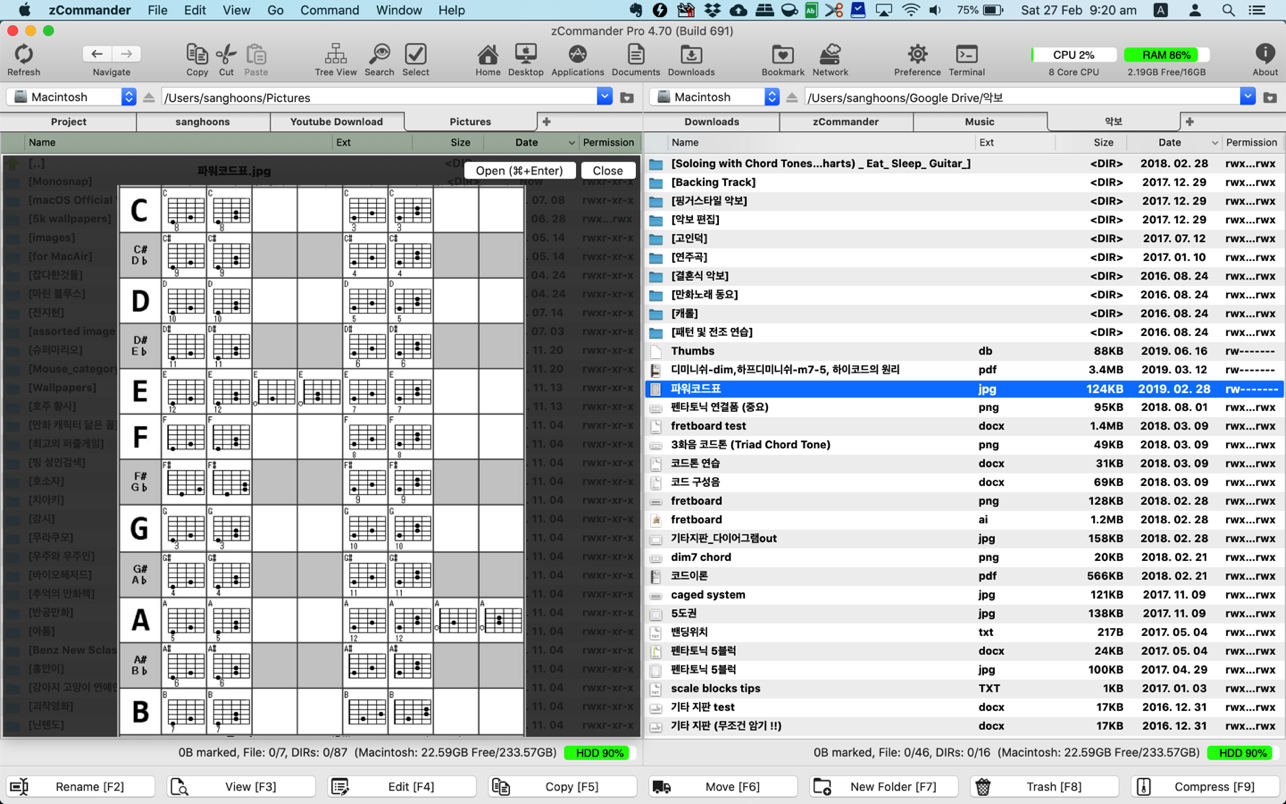 zCommander File Edit View Go Command Window Help 75% Sat 27 Feb 9:20 am
zCommander Pro 4.70 (Build 691)
Refresh Navigate Copy Cut Paste Tree View Search Select Home Desktop Applications Documents Downloads Bookmark Network Preference Terminal CPU 2% 8 Core CPU RAM 86% 2.19GB Free/16GB About
Macintosh /Users/sanghoons/Pictures
Project sanghoons Youtube Download Pictures +
Name Ext Size Date Permission
파워코드표.jpg Open (⌘+Enter) Close
[..]
[Monosnap]
[macOS Official
[5k wallpapers]
[images]
[for MacAir]
[잡다한것들]
[마린 블루스]
[전지현]
[assorted image
[슈퍼마리오]
[Mouse_category
[Wallpapers]
[호주 황사]
[만화 캐릭터 닮은 꼴
[최고의 퍼즐게임]
[빙 성인검색]
[호소자]
[치아키]
[감시]
[무라쿠모]
[우주와 우주인]
[바이오해저드]
[추억의 만화책]
[반공만화]
[아톰]
[Benz New Sclas
[홍만이]
[강아지 고양이 연예인
[괴작영화]
[닌텐도]
C
C# D♭
D
D# E♭
E
F
F# G♭
G
G# A♭
A
A# B♭
B
0B marked, File: 0/7, DIRs: 0/87 (Macintosh: 22.59GB Free/233.57GB) HDD 90%
Macintosh /Users/sanghoons/Google Drive/악보
Downloads zCommander Music 악보 +
Name Ext Size Date Permission
[Soloing with Chord Tones...harts) _ Eat_Sleep_ Guitar_] <DIR> 2018. 02. 28 rwx...rwx
[Backing Track] <DIR> 2017. 12. 29 rwx...rwx
[핑거스타일 악보] <DIR> 2017. 12. 29 rwx...rwx
[악보 편집] <DIR> 2017. 12. 29 rwx...rwx
[고인덕] <DIR> 2017. 07. 12 rwx...rwx
[연주곡] <DIR> 2017. 01. 10 rwx...rwx
[결혼식 악보] <DIR> 2016. 08. 24 rwx...rwx
[만화노래 동요] <DIR> 2016. 08. 24 rwx...rwx
[캐롤] <DIR> 2016. 08. 24 rwx...rwx
[패턴 및 전조 연습] <DIR> 2016. 08. 24 rwx...rwx
Thumbs db 88KB 2019. 06. 16 rw-------
디미니쉬-dim,하프디미니쉬-m7-5, 하이코드의 원리 pdf 3.4MB 2019. 03. 12 rw-------
파워코드표 jpg 124KB 2019. 02. 28 rw-------
펜타토닉 연결폼 (중요) png 95KB 2018. 08. 01 rwx...rwx
fretboard test docx 1.4MB 2018. 03. 09 rwx...rwx
3화음 코드톤 (Triad Chord Tone) png 49KB 2018. 03. 09 rwx...rwx
코드톤 연습 docx 31KB 2018. 03. 09 rwx...rwx
코드 구성음 docx 69KB 2018. 03. 09 rwx...rwx
fretboard png 128KB 2018. 02. 28 rwx...rwx
fretboard ai 1.2MB 2018. 02. 28 rwx...rwx
기타지판_다이어그램out jpg 158KB 2018. 02. 28 rwx...rwx
dim7 chord png 20KB 2018. 02. 21 rwx...rwx
코드이론 pdf 566KB 2018. 02. 21 rwx...rwx
caged system jpg 121KB 2017. 11. 09 rwx...rwx
5도권 jpg 138KB 2017. 11. 09 rwx...rwx
밴딩위치 txt 217B 2017. 05. 04 rwx...rwx
펜타토닉 5블럭 docx 24KB 2017. 05. 04 rwx...rwx
펜타토닉 5블럭 jpg 100KB 2017. 04. 29 rwx...rwx
scale blocks tips TXT 1KB 2017. 01. 03 rwx...rwx
기타 지판 test docx 17KB 2016. 12. 31 rwx...rwx
기타 지판 (무조건 암기 !!) docx 17KB 2016. 12. 31 rwx...rwx
0B marked, File: 0/46, DIRs: 0/16 (Macintosh: 22.59GB Free/233.57GB) HDD 90%
Rename [F2] View [F3] Edit [F4] Copy [F5] Move [F6] New Folder [F7] Trash [F8] Compress [F9]